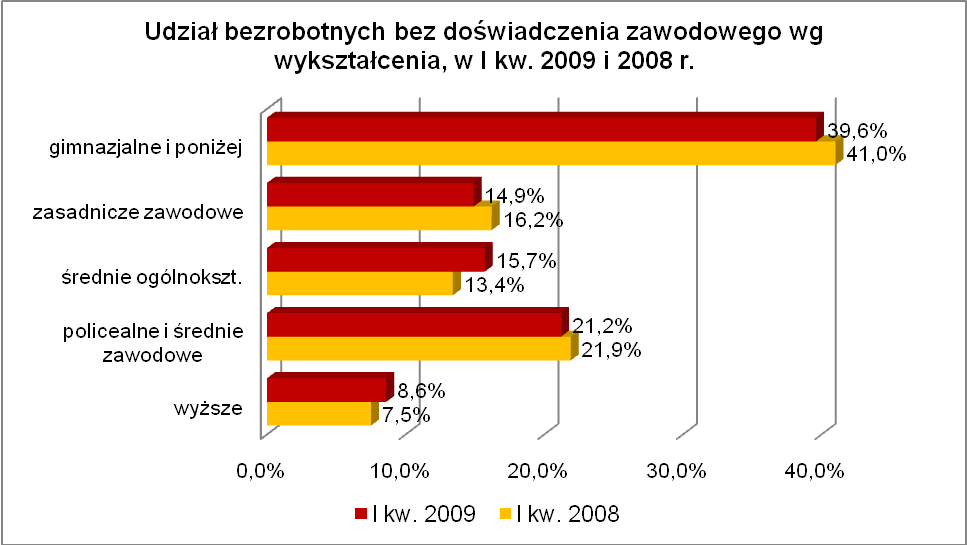 Udział bezrobotnych bez doświadczenia zawodowego wg
wykształcenia, w I kw. 2009 i 2008 r.
gimnazjalne i poniżej
39,6%
41,0%
zasadnicze zawodowe
14,9%
16,2%
średnie ogólnokszt.
15,7%
13,4%
policealne i średnie
zawodowe
21,2%
21,9%
wyższe
8,6%
7,5%
0,0% 10,0% 20,0% 30,0% 40,0%
I kw. 2009 I kw. 2008